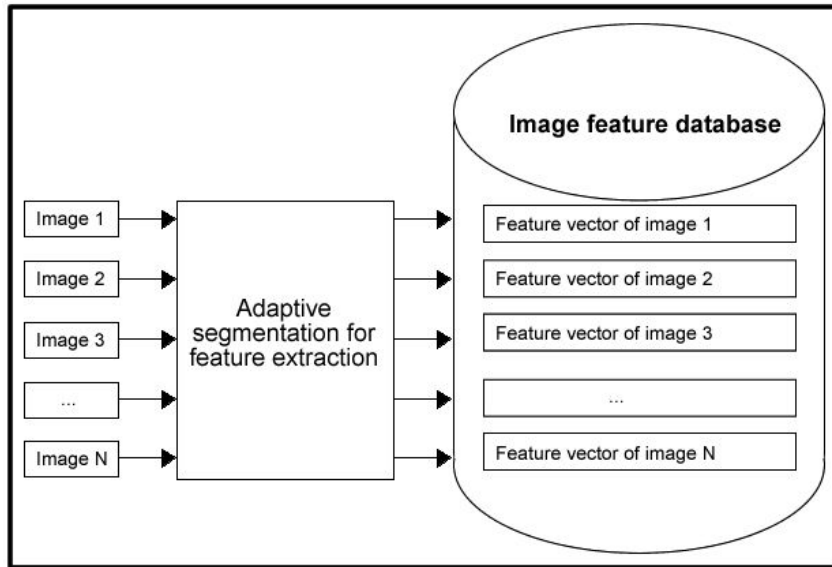 Image feature database
Image 1
Image 2
Image 3
...
Image N
Adaptive
segmentation for
feature extraction
Feature vector of image 1
Feature vector of image 2
Feature vector of image 3
...
Feature vector of image N